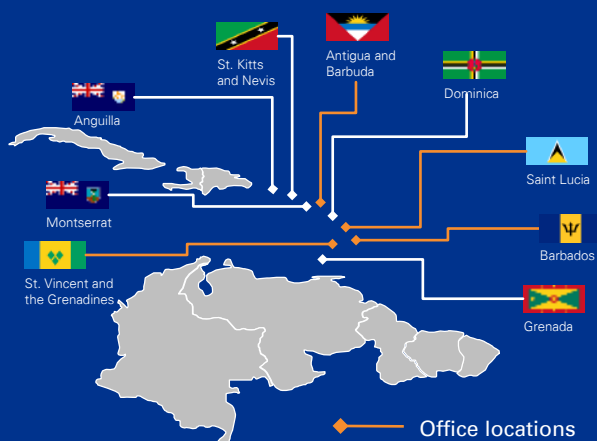 St. Kitts
and Nevis
Antigua and
Barbuda
Dominica
Anguilla
Saint Lucia
Montserrat
Barbados
St. Vincent and
the Grenadines
Grenada
Office locations